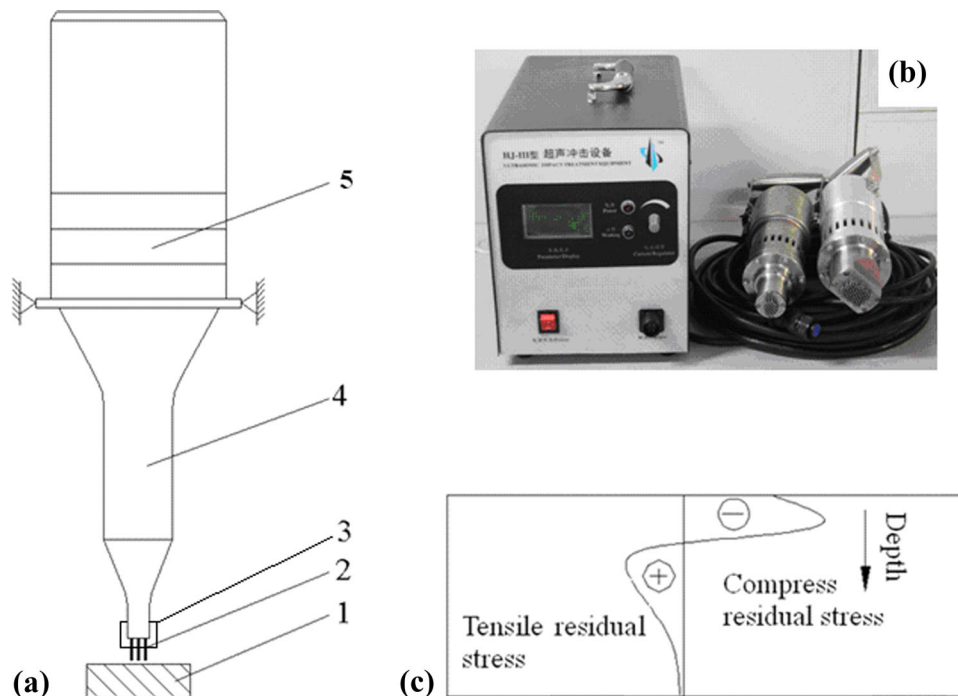 5
4
3
2
1
(a)
(b)
HJ-III型 超声冲击设备
ULTRASONIC IMPACT TREATMENT EQUIPMENT
Power
Working
Parameter Display
Current Regulator
Depth
Compress
residual stress
Tensile residual
stress
(c)